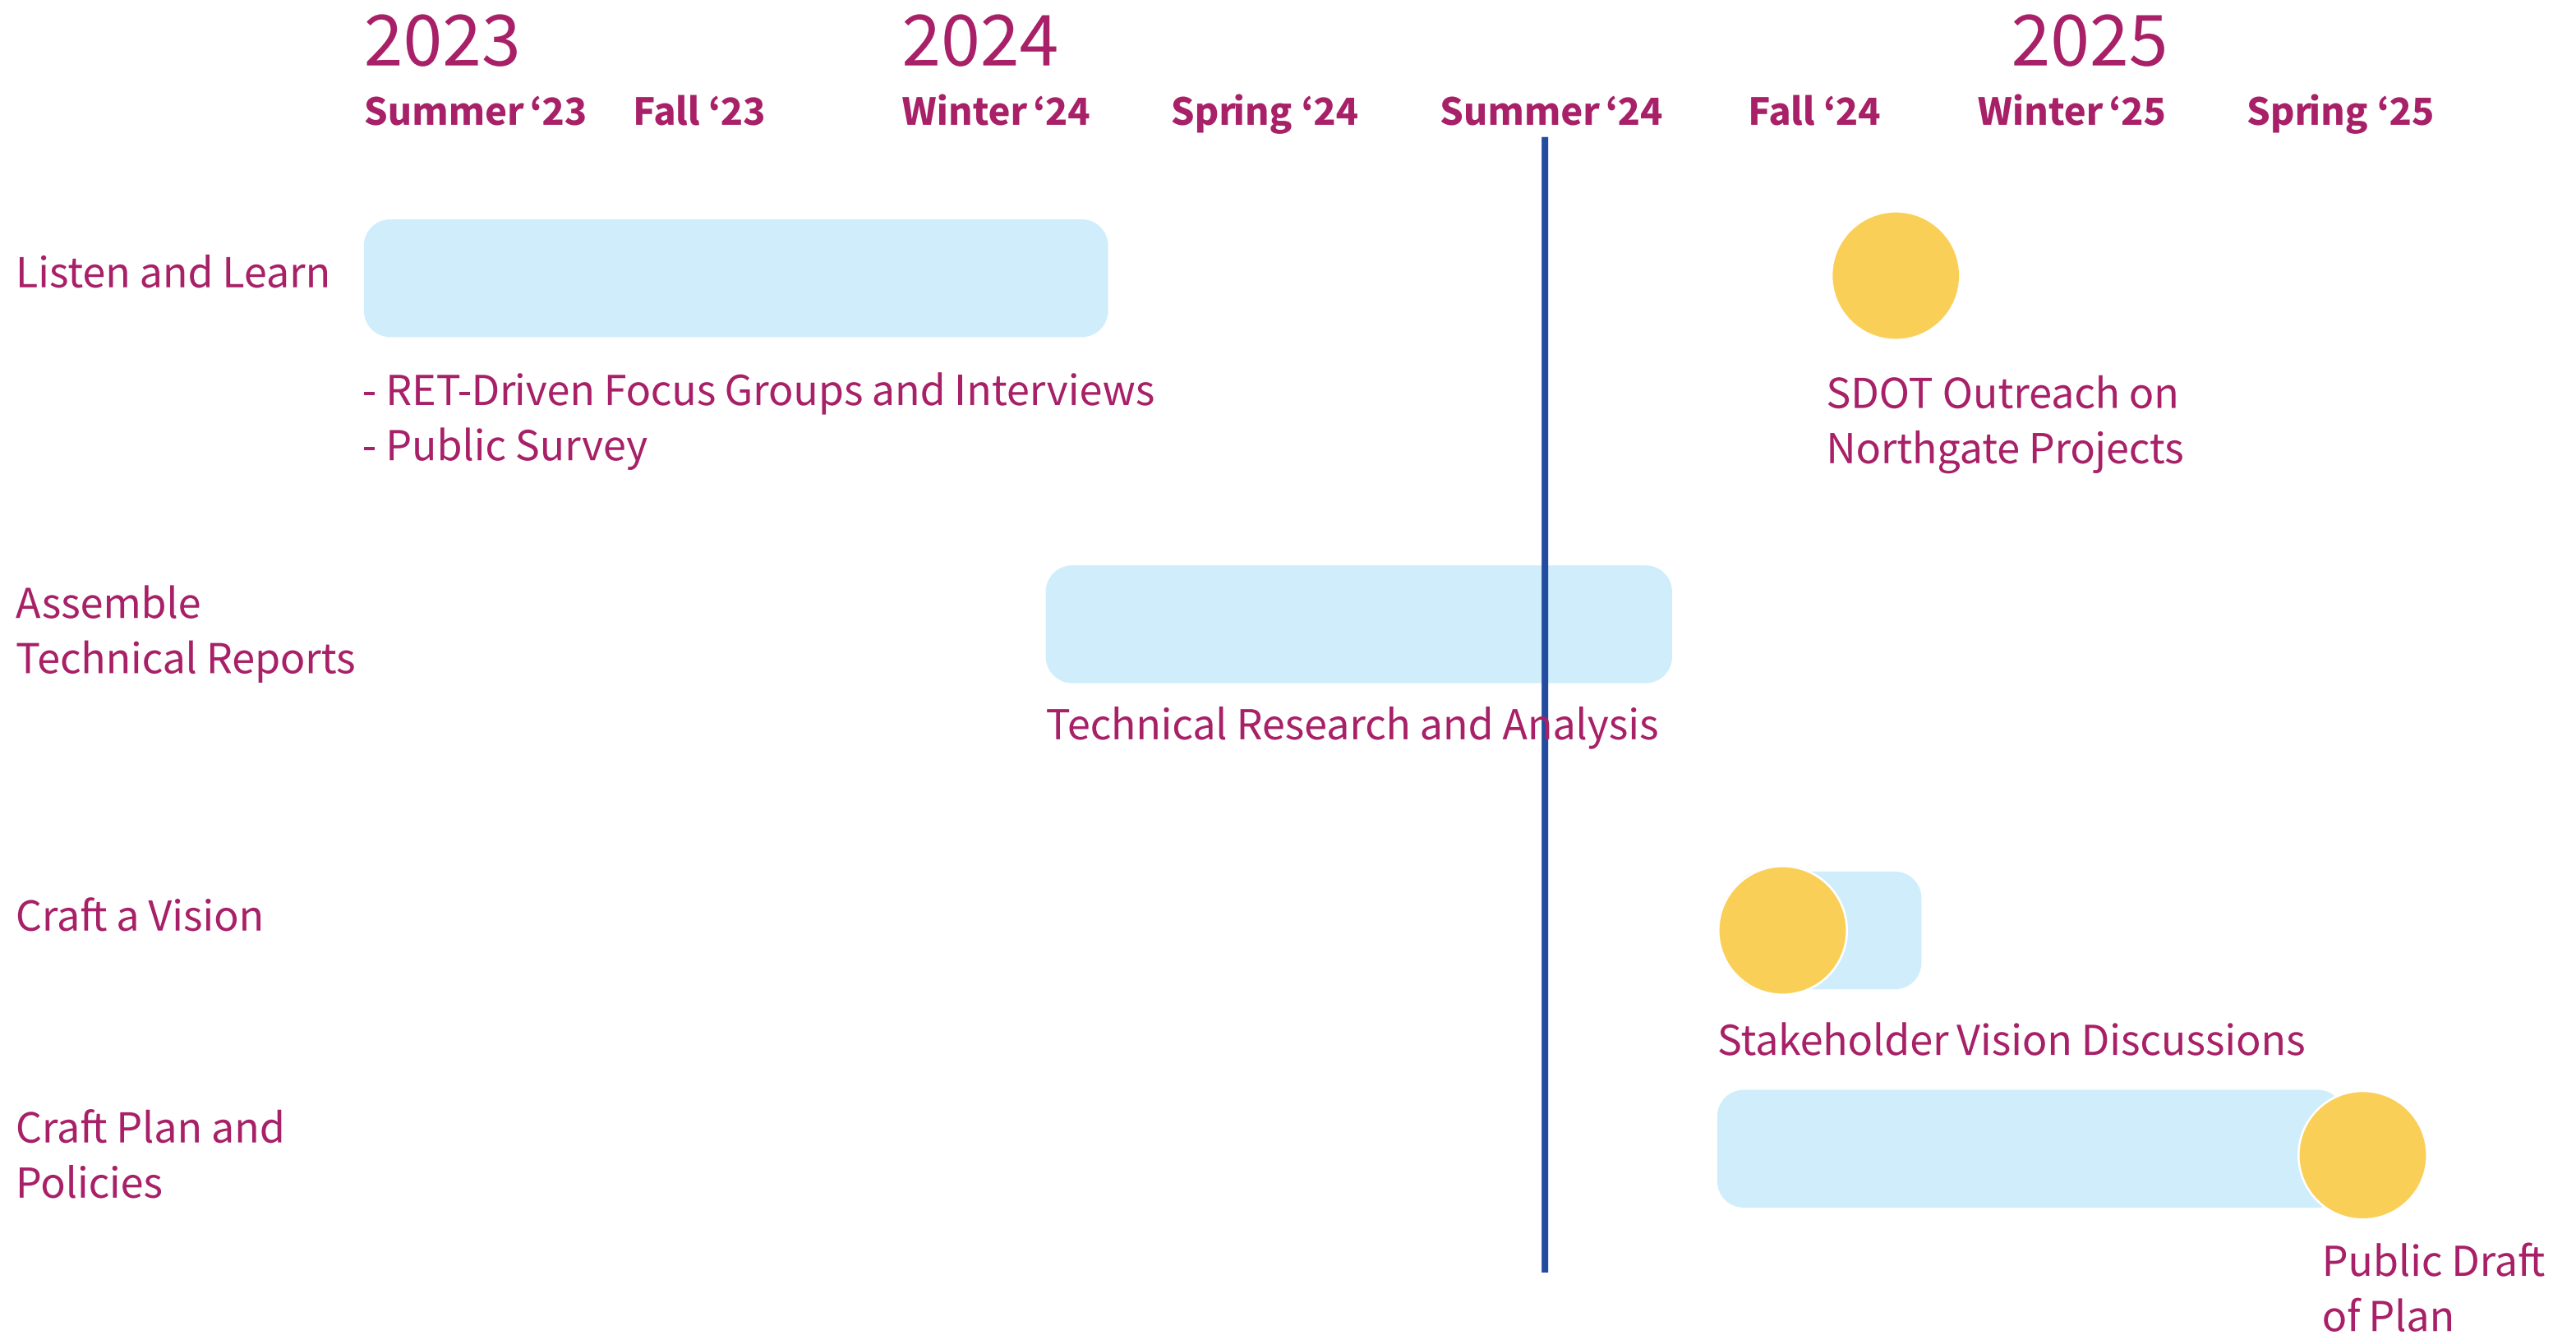 2023 2024 2025
Summer ‘23 Fall ‘23 Winter ‘24 Spring ‘24 Summer ‘24 Fall ‘24 Winter ‘25 Spring ‘25
Listen and Learn
- RET-Driven Focus Groups and Interviews
- Public Survey
SDOT Outreach on
Northgate Projects
Assemble
Technical Reports
Technical Research and Analysis
Craft a Vision
Stakeholder Vision Discussions
Craft Plan and
Policies
Public Draft
of Plan